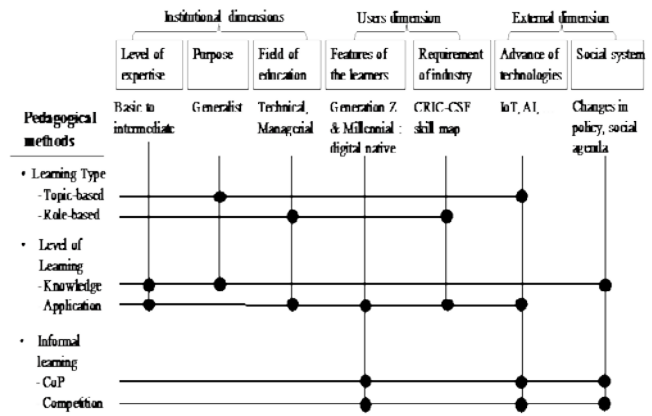 Institutional dimensions Users dimension External dimension
Level of expertise
Purpose
Field of education
Features of the learners
Requirement of industry
Advance of technologies
Social system
Pedagogical methods
Basic to intermediate
Generalist
Technical, Managerial
Generation Z & Millennial : digital native
CRIC-CSF skill map
IoT, AI,
Changes in policy, social agenda
• Learning Type
- Topic-based
- Role-based
• Level of
Learning
- Knowledge
Application
• Informal
learning
- CoP
- Competition